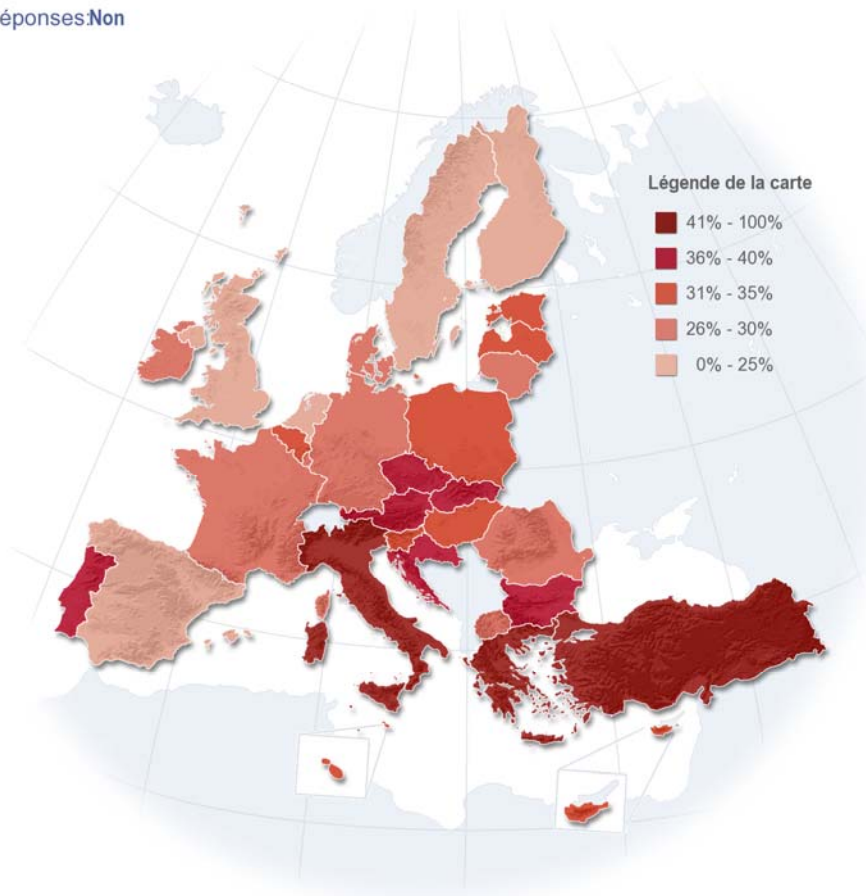 éponses:Non
Légende de la carte
41% - 100%
36% - 40%
31% - 35%
26% - 30%
0% - 25%